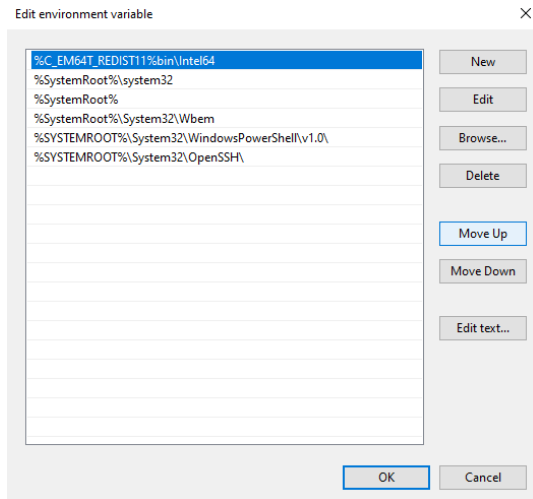 Edit environment variable
%C_EM64T_REDIST11%bin\Intel64
%SystemRoot%\system32
%SystemRoot%
%SystemRoot%\System32\Wbem
%SYSTEMROOT%\System32\WindowsPowerShell\v1.0\
%SYSTEMROOT%\System32\OpenSSH\
New
Edit
Browse...
Delete
Move Up
Move Down
Edit text...
OK
Cancel